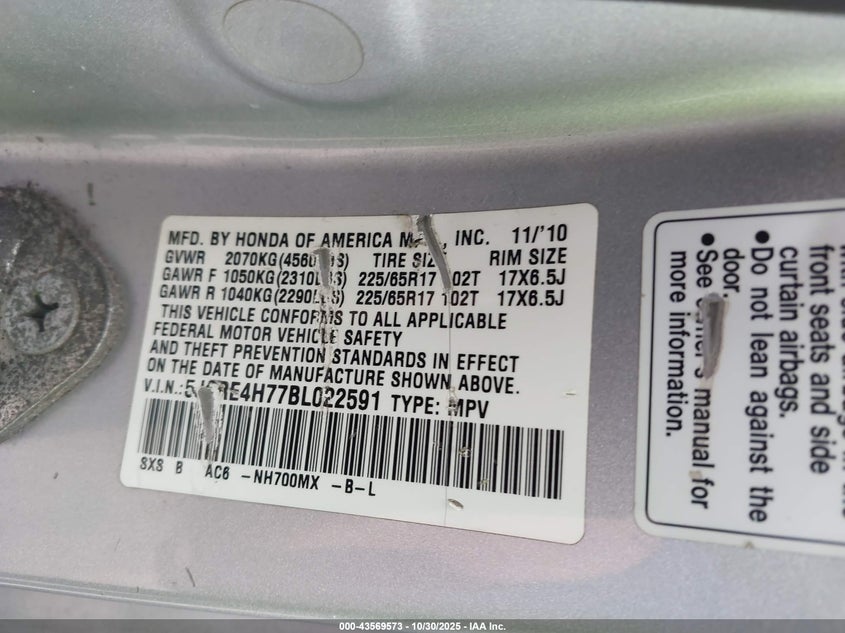 MFD. BY HONDA OF AMERICA INC. 11/'10
GVWR 2070KG(4560 TIRE SIZE RIM SIZE
GAWR F 1050KG(2310LBS) 225/65R17 102T 17X6.5J
GAWR R 1040KG(2290LBS) 225/65R17 102T 17X6.5J
THIS VEHICLE CONFORMS TO ALL APPLICABLE
FEDERAL MOTOR VEHICLE SAFETY
AND THEFT PREVENTION STANDARDS IN EFFECT
ON THE DATE OF MANUFACTURE SHOWN ABOVE.
V.I.N.: TYPE: MPV
SXS B AC6 -NH700MX -B-L
front seats and side
curtain airbags.
• Do not lean against the
door.
• See manual for
more information.
000-43569573 - 10/30/2025 - IAA Inc.